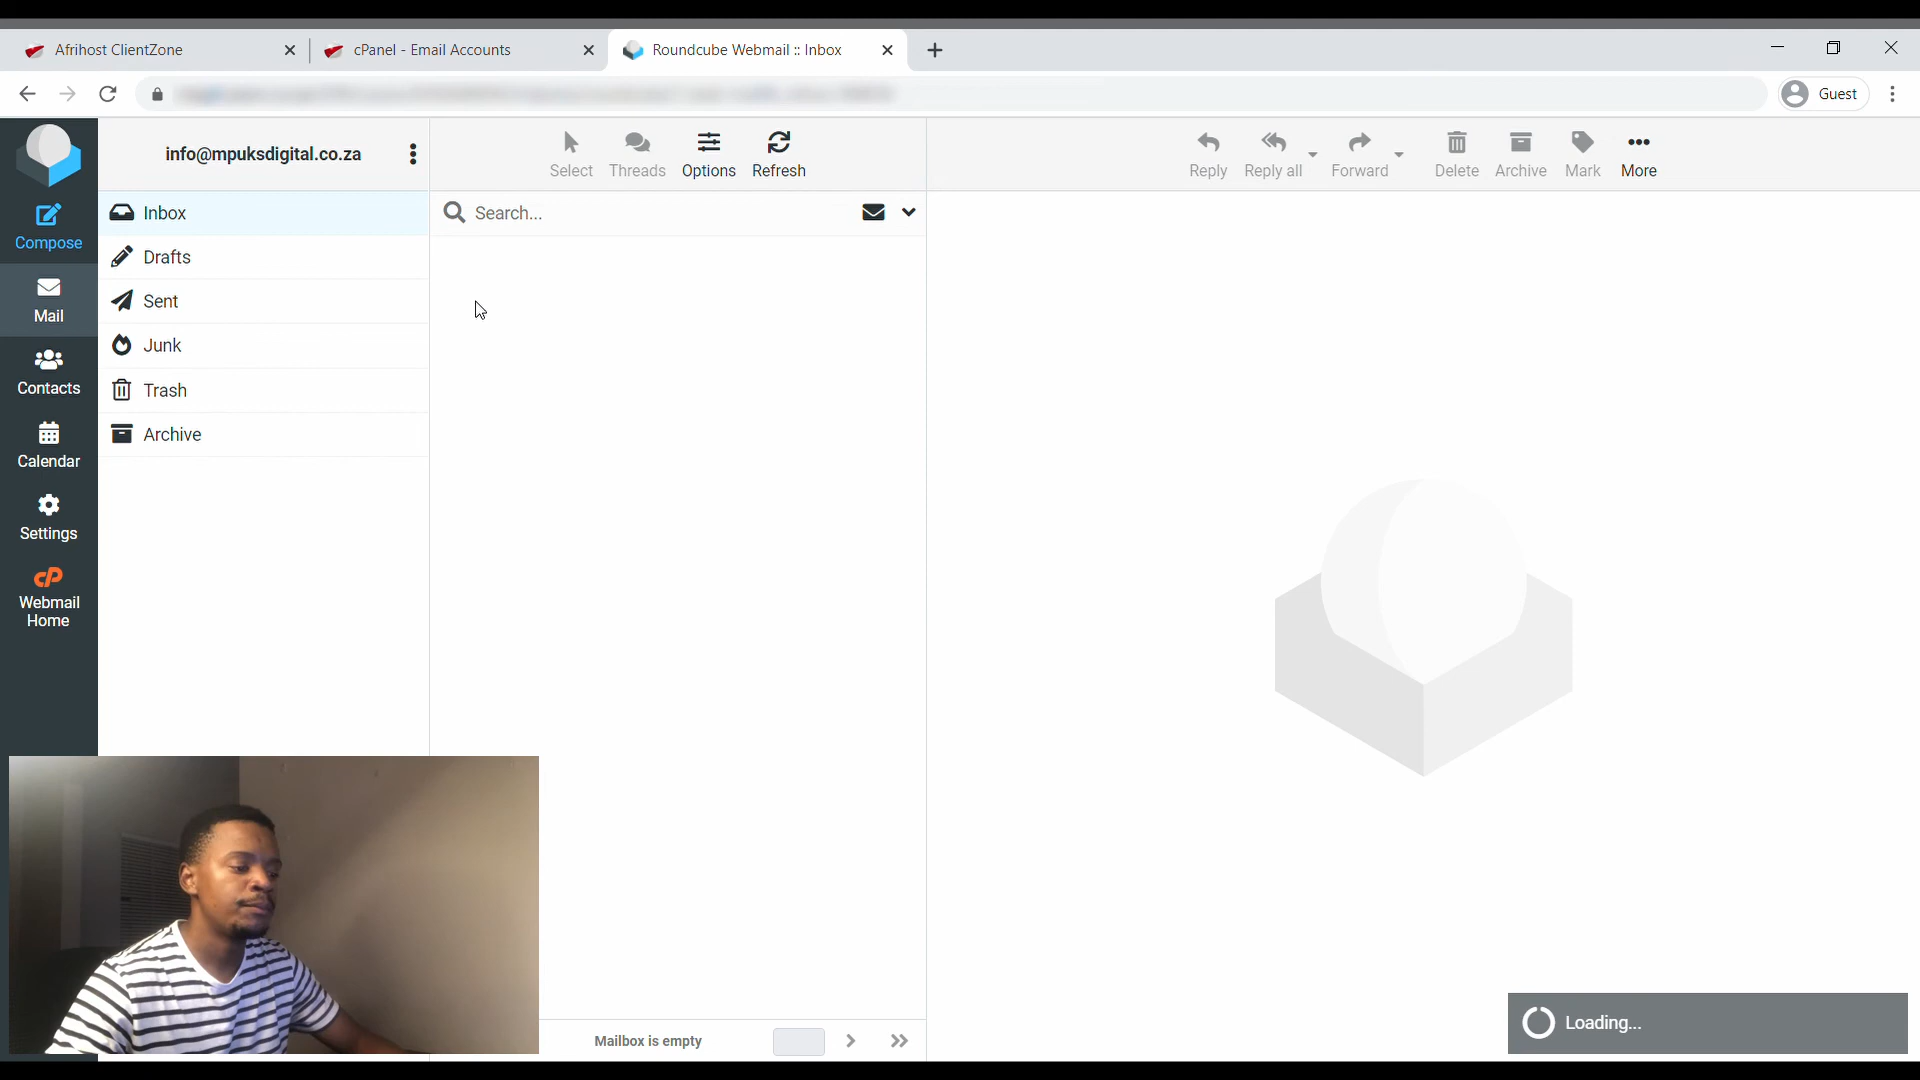 Afrihost ClientZone
cPanel - Email Accounts
Roundcube Webmail :: Inbox
Guest
info@mpuksdigital.co.za
Select
Threads
Options
Refresh
Reply
Reply all
Forward
Delete
Archive
Mark
More
Compose
Mail
Contacts
Calendar
Settings
cP
Webmail
Home
Inbox
Drafts
Sent
Junk
Trash
Archive
Search...
Mailbox is empty
Loading...